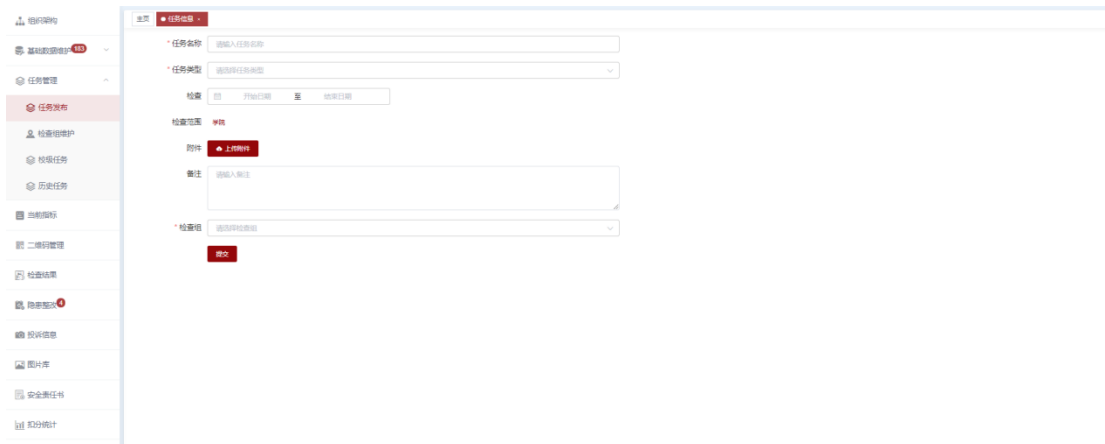 组织架构
基础数据维护 183
任务管理
任务发布
检查组维护
校级任务
历史任务
当前指标
二维码管理
检查结果
隐患整改 4
投诉信息
图片库
安全责任书
扣分统计
主页 任务信息 ×
* 任务名称 请输入任务名称
* 任务类型 请选择任务类型
检查 开始日期 至 结束日期
检查范围 学院
附件 上传附件
备注 请输入备注
* 检查组 请选择检查组
提交